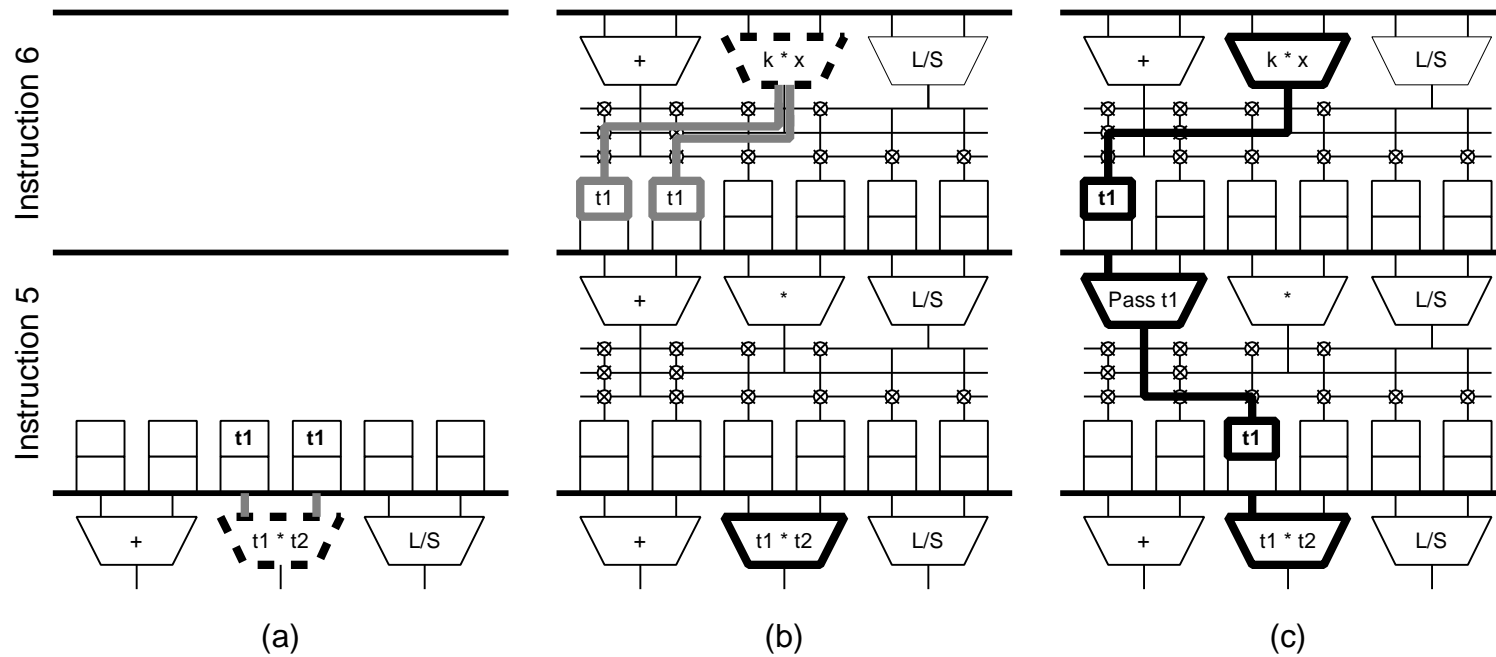 Instruction 6
+
k * x
L/S
t1
t1
+
*
L/S
+
t1 * t2
L/S
(b)
+
k * x
L/S
t1
Pass t1
*
L/S
t1
+
t1 * t2
L/S
(c)
Instruction 5
t1
t1
+
t1 * t2
L/S
(a)